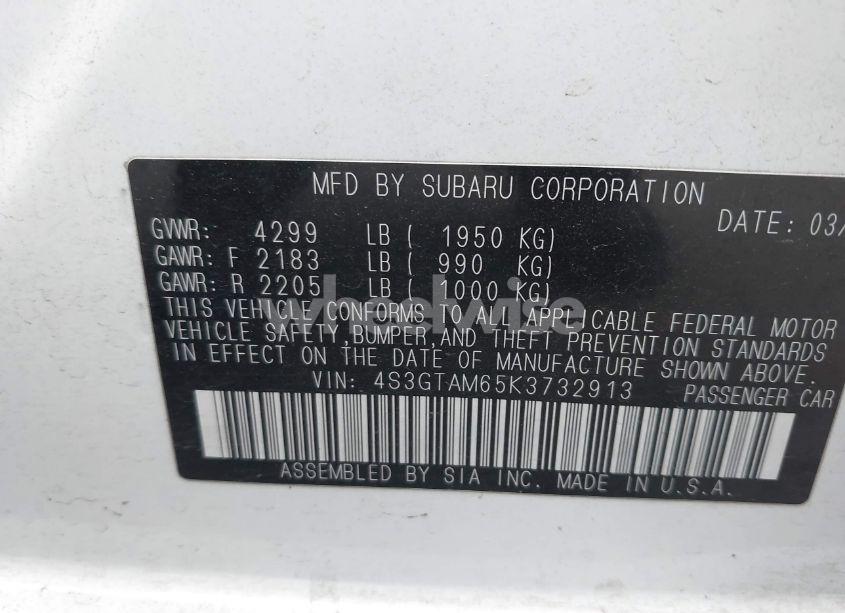 MFD BY SUBARU CORPORATION
DATE: 03/
GVWR: 4299 LB ( 1950 KG)
GAWR: F 2183 LB ( 990 KG)
GAWR: R 2205 LB ( 1000 KG)
THIS VEHICLE CONFORMS TO ALL APPLICABLE FEDERAL MOTOR
VEHICLE SAFETY,BUMPER,AND THEFT PREVENTION STANDARDS
IN EFFECT ON THE DATE OF MANUFACTURE SHOWN ABOVE.
VIN: 4S3GTAM65K3732913 PASSENGER CAR
ASSEMBLED BY SIA INC. MADE IN U.S.A.
wheelwise